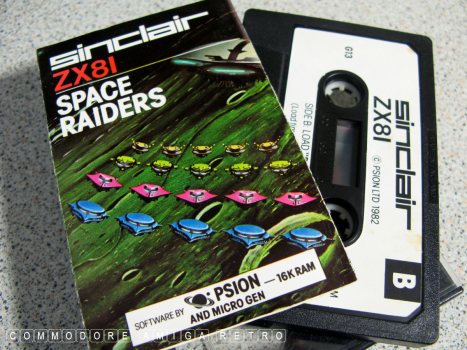 sinclair
ZX81
SPACE
RAIDERS
SOFTWARE BY PSION — 16K RAM
AND MICRO GEN
G13
SIDE B: LOAD
sinclair
ZX81
© PSION LTD 1982
B
COMMODORE AMIGA RETRO